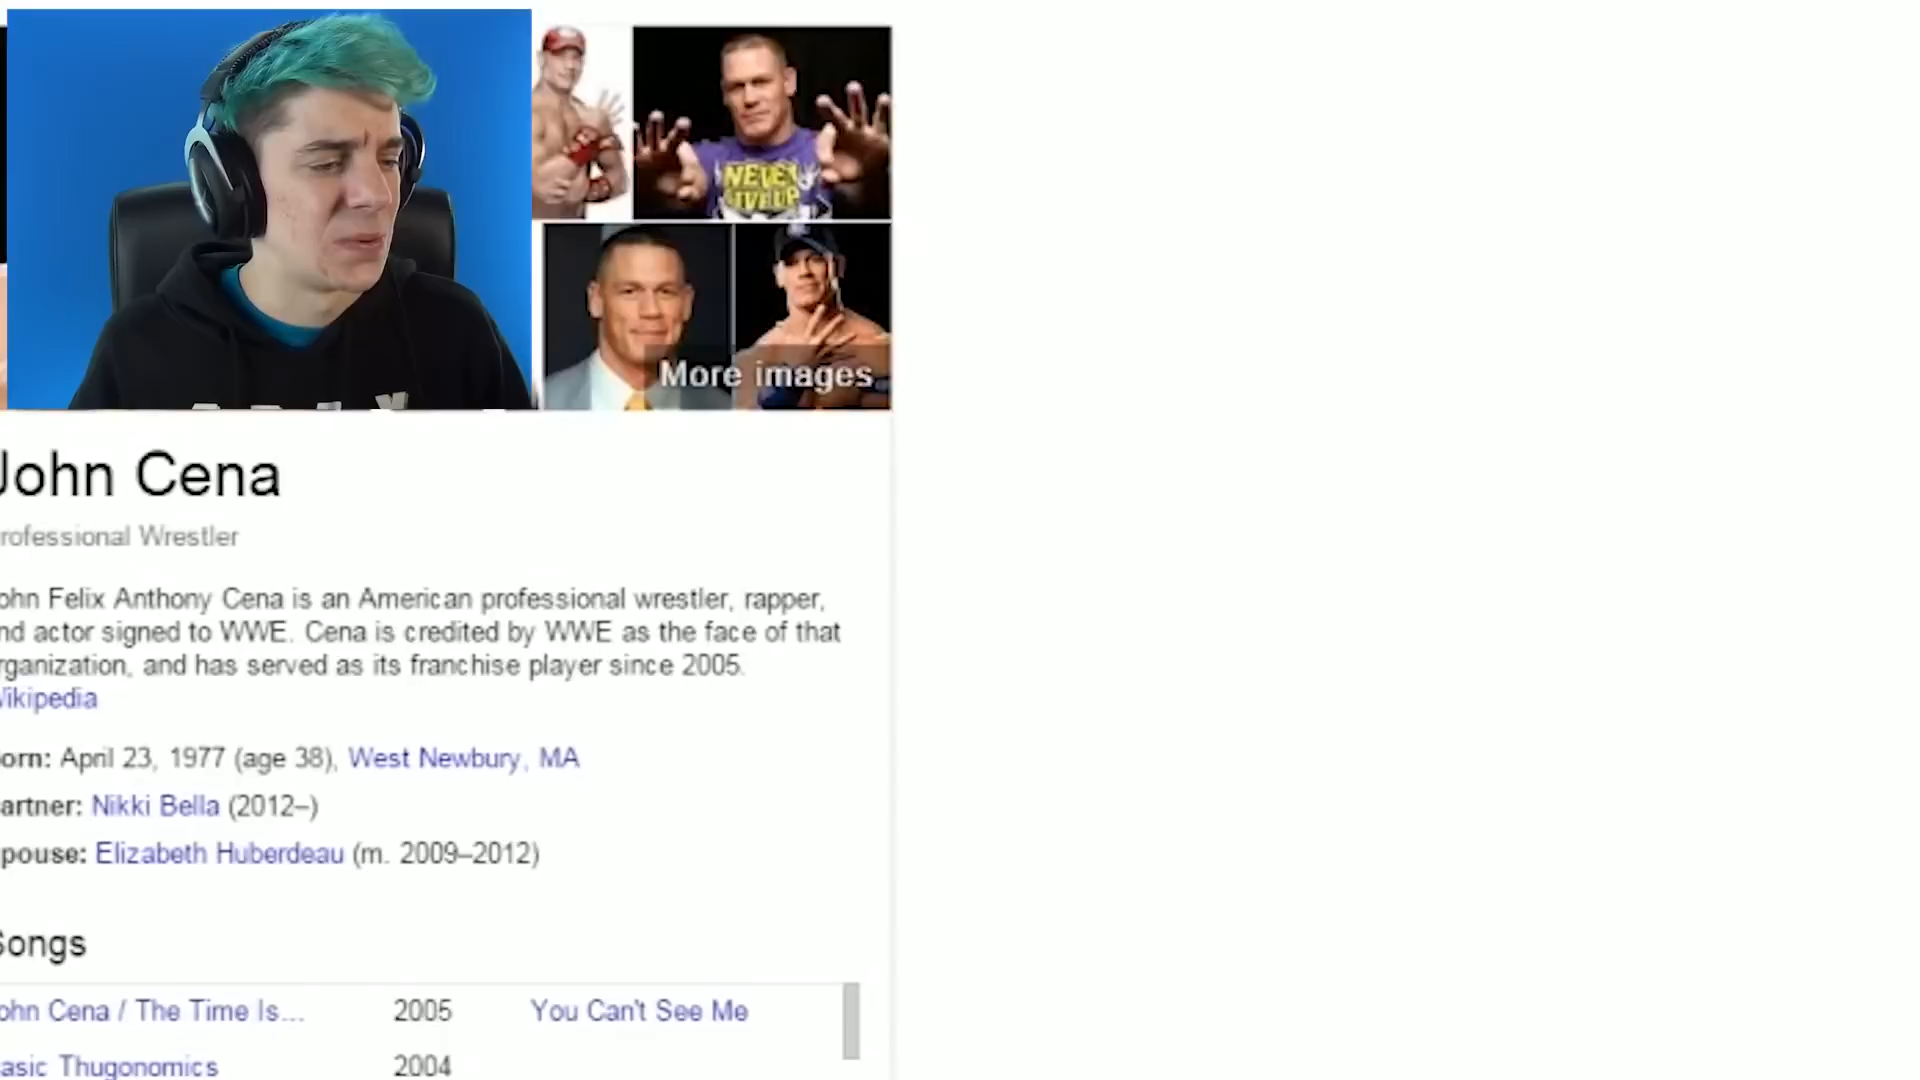 NEVER
GIVE UP
More images
John Cena
rofessional Wrestler
ohn Felix Anthony Cena is an American professional wrestler, rapper,
nd actor signed to WWE. Cena is credited by WWE as the face of that
rganization, and has served as its franchise player since 2005.
Wikipedia
orn: April 23, 1977 (age 38), West Newbury, MA
artner: Nikki Bella (2012–)
pouse: Elizabeth Huberdeau (m. 2009–2012)
Songs
ohn Cena / The Time Is... 2005 You Can't See Me
asic Thugonomics 2004